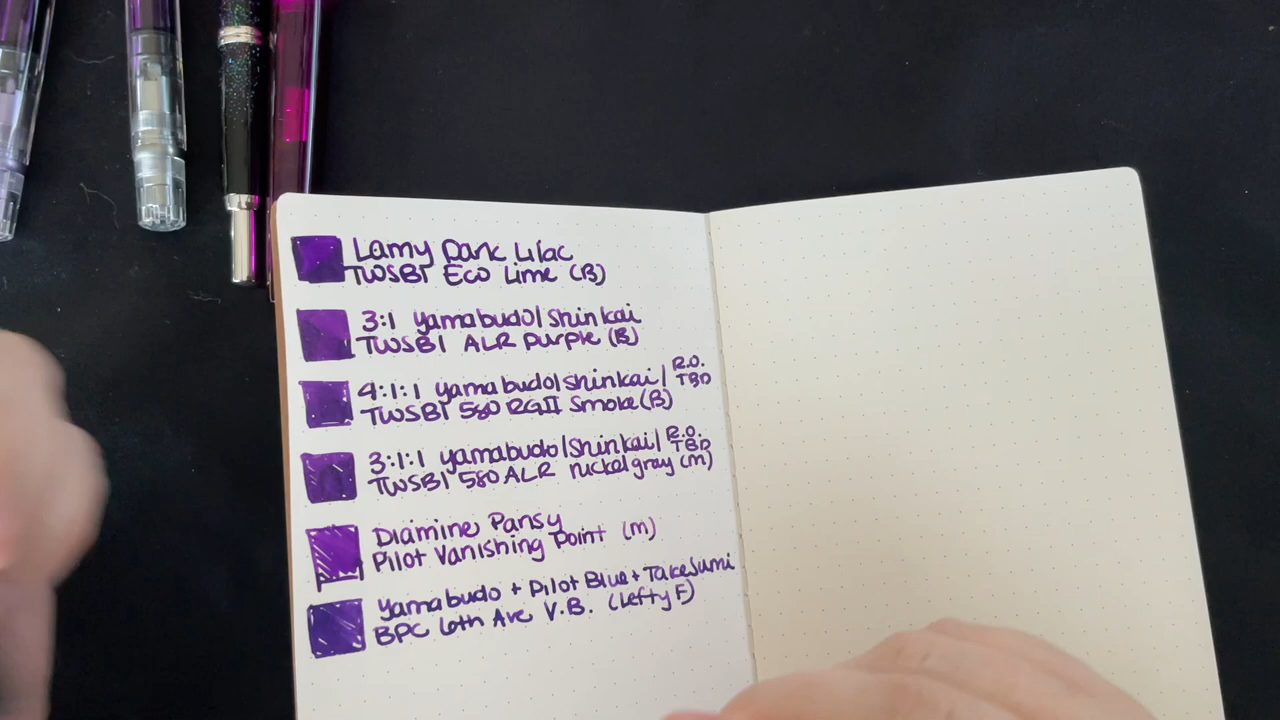 Lamy Dark Lilac
TWSBI Eco Lime (B)
3:1 yamabudo/shinkai
TWSBI ALR purple (B)
4:1:1 yamabudo/shinkai/ R.O. TBD
TWSBI 580 RGII Smoke (B)
3:1:1 yamabudo/shinkai/ R.O. TBD
TWSBI 580 ALR nickel gray (M)
Diamine Pansy
Pilot Vanishing Point (M)
Yamabudo + Pilot Blue + Takesumi
BPC 6th Ave V.B. (Lefty F)